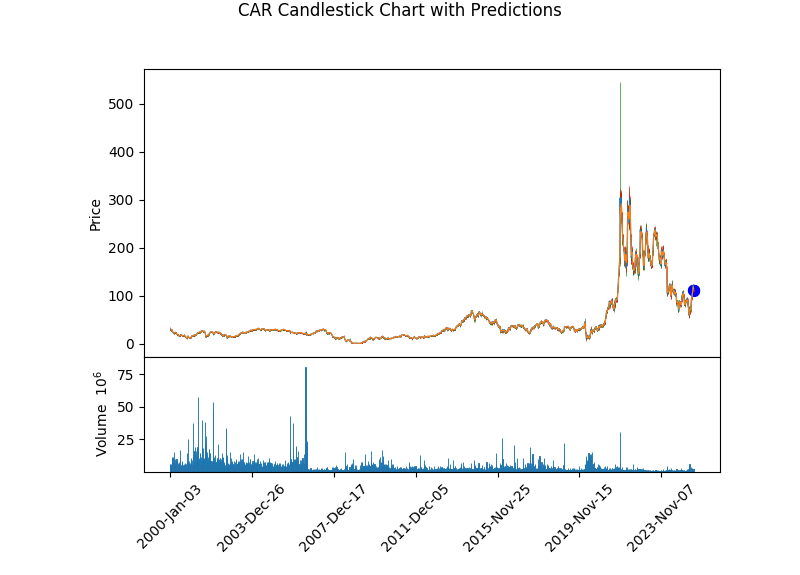 CAR Candlestick Chart with Predictions
Price
500
400
300
200
100
0
Volume 10^6
75
50
25
2000-Jan-03
2003-Dec-26
2007-Dec-17
2011-Dec-05
2015-Nov-25
2019-Nov-15
2023-Nov-07